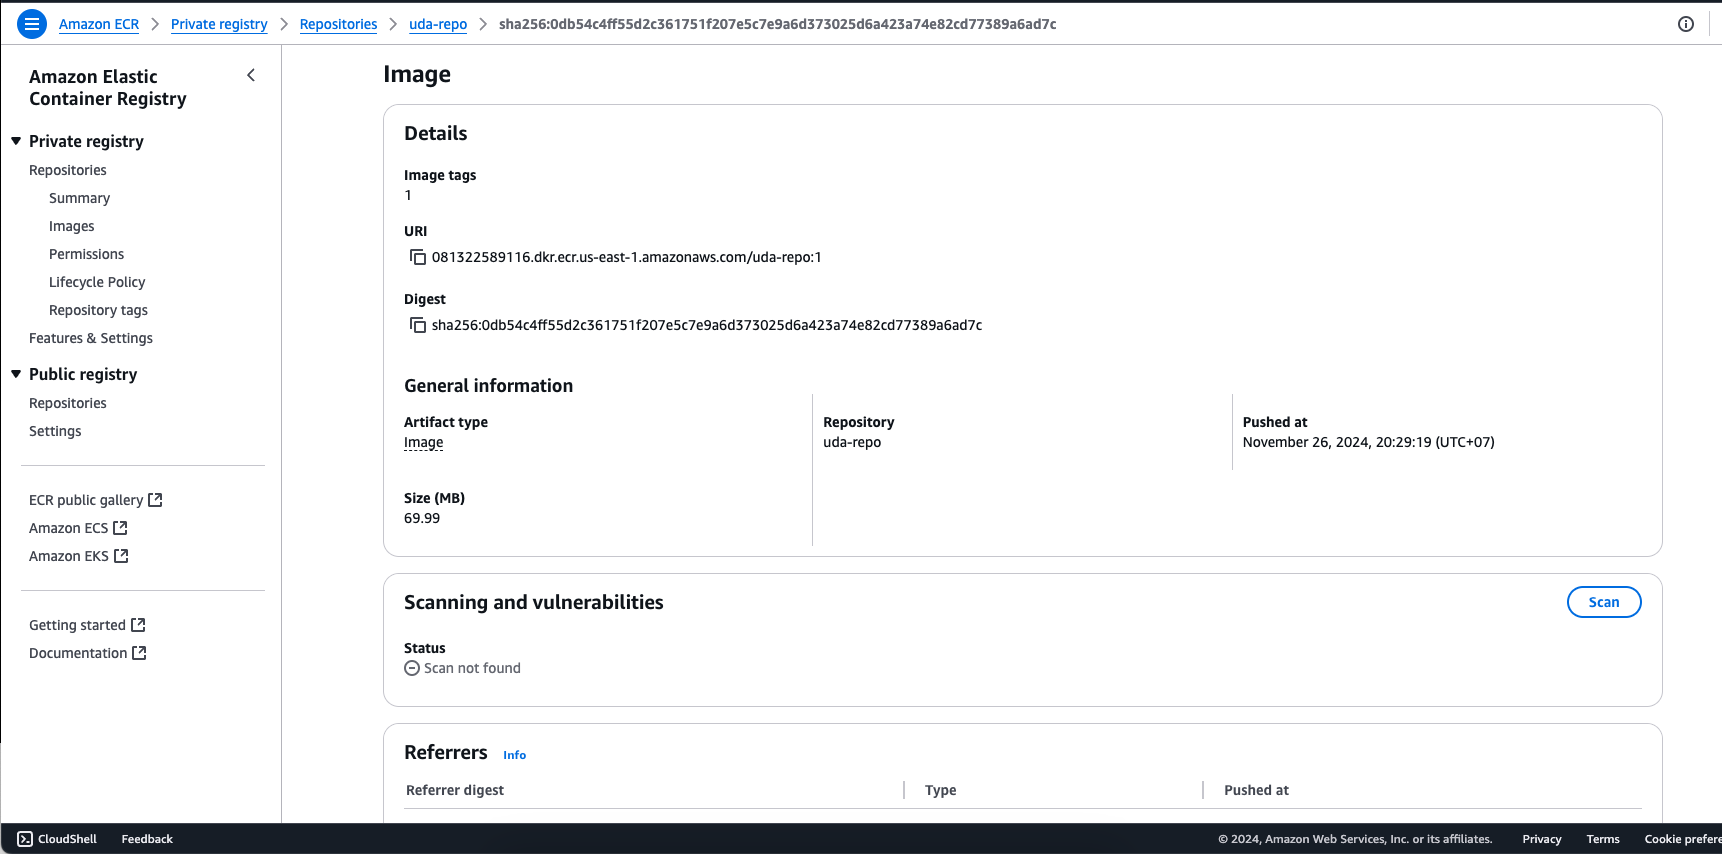 Amazon ECR > Private registry > Repositories > uda-repo > sha256:0db54c4ff55d2c361751f207e5c7e9a6d373025d6a423a74e82cd77389a6ad7c
Amazon Elastic
Container Registry
Private registry
Repositories
Summary
Images
Permissions
Lifecycle Policy
Repository tags
Features & Settings
Public registry
Repositories
Settings
ECR public gallery
Amazon ECS
Amazon EKS
Getting started
Documentation
Image
Details
Image tags
1
URI
081322589116.dkr.ecr.us-east-1.amazonaws.com/uda-repo:1
Digest
sha256:0db54c4ff55d2c361751f207e5c7e9a6d373025d6a423a74e82cd77389a6ad7c
General information
Artifact type
Image
Repository
uda-repo
Pushed at
November 26, 2024, 20:29:19 (UTC+07)
Size (MB)
69.99
Scanning and vulnerabilities
Scan
Status
Scan not found
Referrers Info
Referrer digest Type Pushed at
CloudShell Feedback © 2024, Amazon Web Services, Inc. or its affiliates. Privacy Terms Cookie prefere